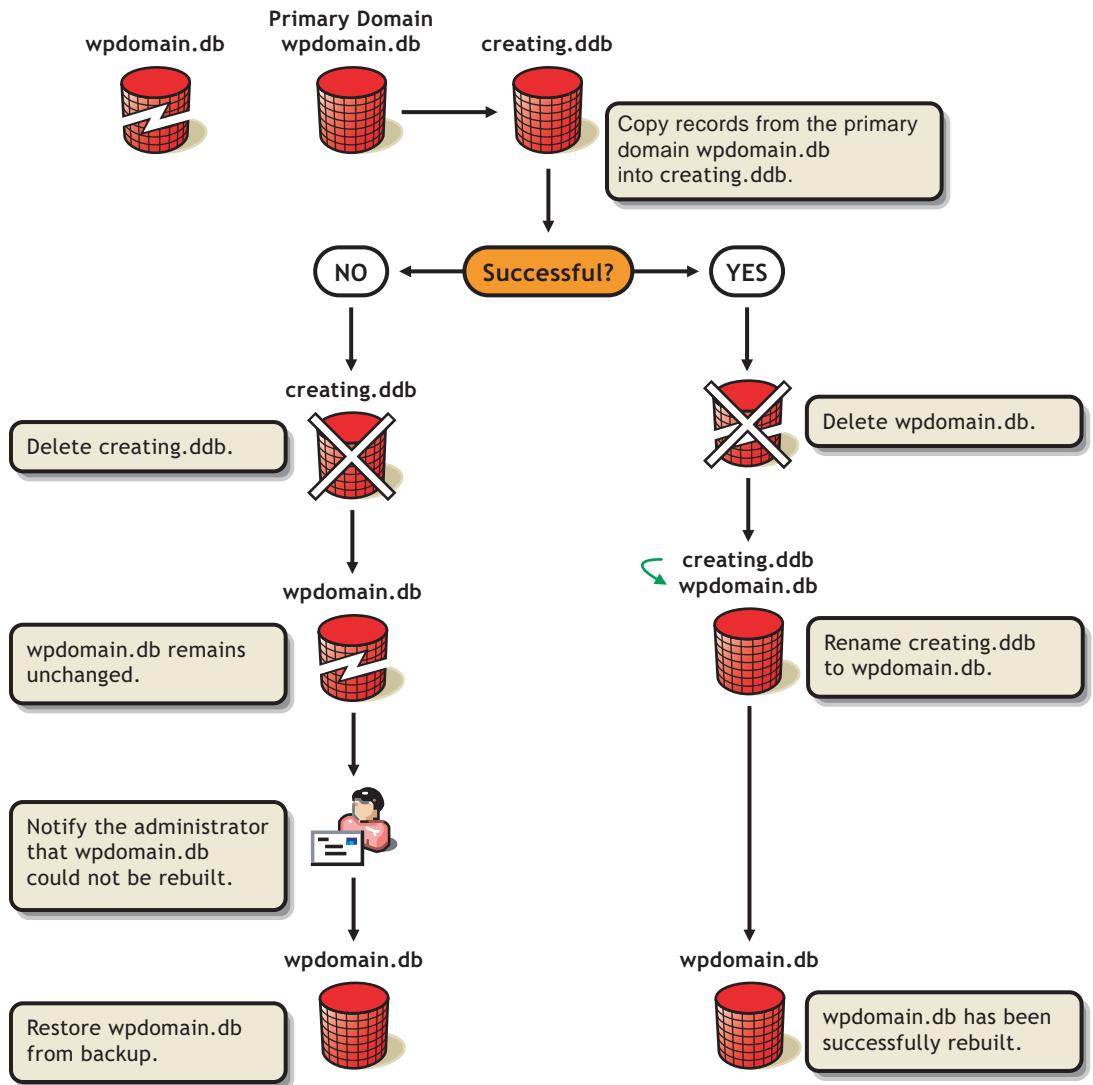 Primary Domain
wpdomain.db
wpdomain.db
creating.ddb
Copy records from the primary
domain wpdomain.db
into creating.ddb.
NO
Successful?
YES
creating.ddb
Delete creating.ddb.
Delete wpdomain.db.
creating.ddb
wpdomain.db
wpdomain.db
wpdomain.db remains
unchanged.
Rename creating.ddb
to wpdomain.db.
Notify the administrator
that wpdomain.db
could not be rebuilt.
wpdomain.db
wpdomain.db
Restore wpdomain.db
from backup.
wpdomain.db has been
successfully rebuilt.